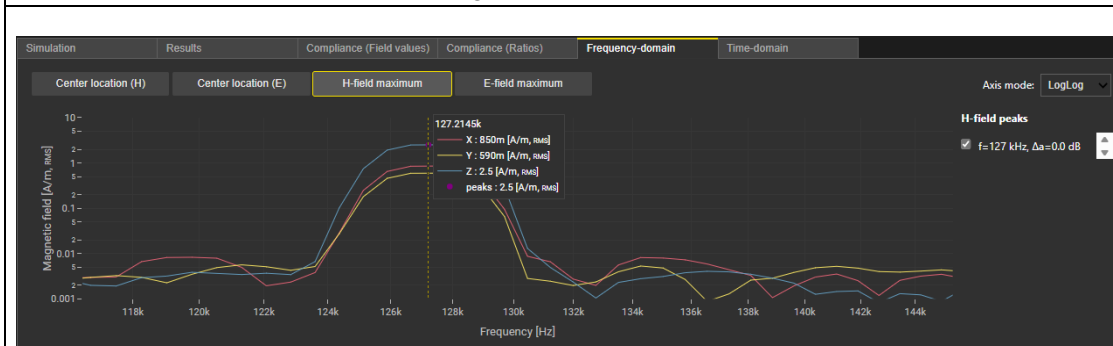 Simulation Results Compliance (Field values) Compliance (Ratios) Frequency-domain Time-domain
Center location (H) Center location (E) H-field maximum E-field maximum Axis mode: LogLog
H-field peaks
f=127 kHz, Δa=0.0 dB
127.2145k
X : 850m [A/m, RMS]
Y : 590m [A/m, RMS]
Z : 2.5 [A/m, RMS]
peaks : 2.5 [A/m, RMS]
Magnetic field [A/m, RMS]
10
5
2
1
5
2
0.1
5
2
0.01
5
2
0.001
118k 120k 122k 124k 126k 128k 130k 132k 134k 136k 138k 140k 142k 144k
Frequency [Hz]